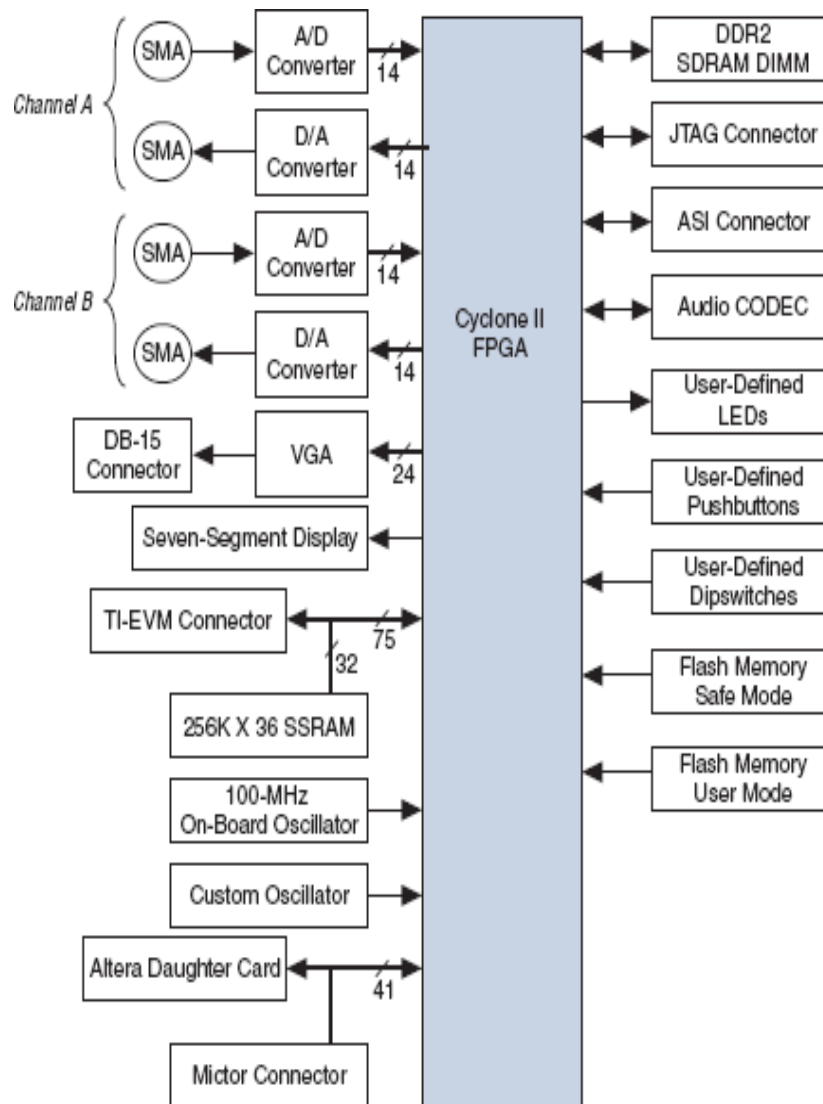 Channel A
SMA
A/D
Converter
14
SMA
D/A
Converter
14
Channel B
SMA
A/D
Converter
14
SMA
D/A
Converter
14
DB-15
Connector
VGA
24
Seven-Segment Display
TI-EVM Connector
75
32
256K X 36 SSRAM
100-MHz
On-Board Oscillator
Custom Oscillator
Altera Daughter Card
41
Mictor Connector
Cyclone II
FPGA
DDR2
SDRAM DIMM
JTAG Connector
ASI Connector
Audio CODEC
User-Defined
LEDs
User-Defined
Pushbuttons
User-Defined
Dipswitches
Flash Memory
Safe Mode
Flash Memory
User Mode